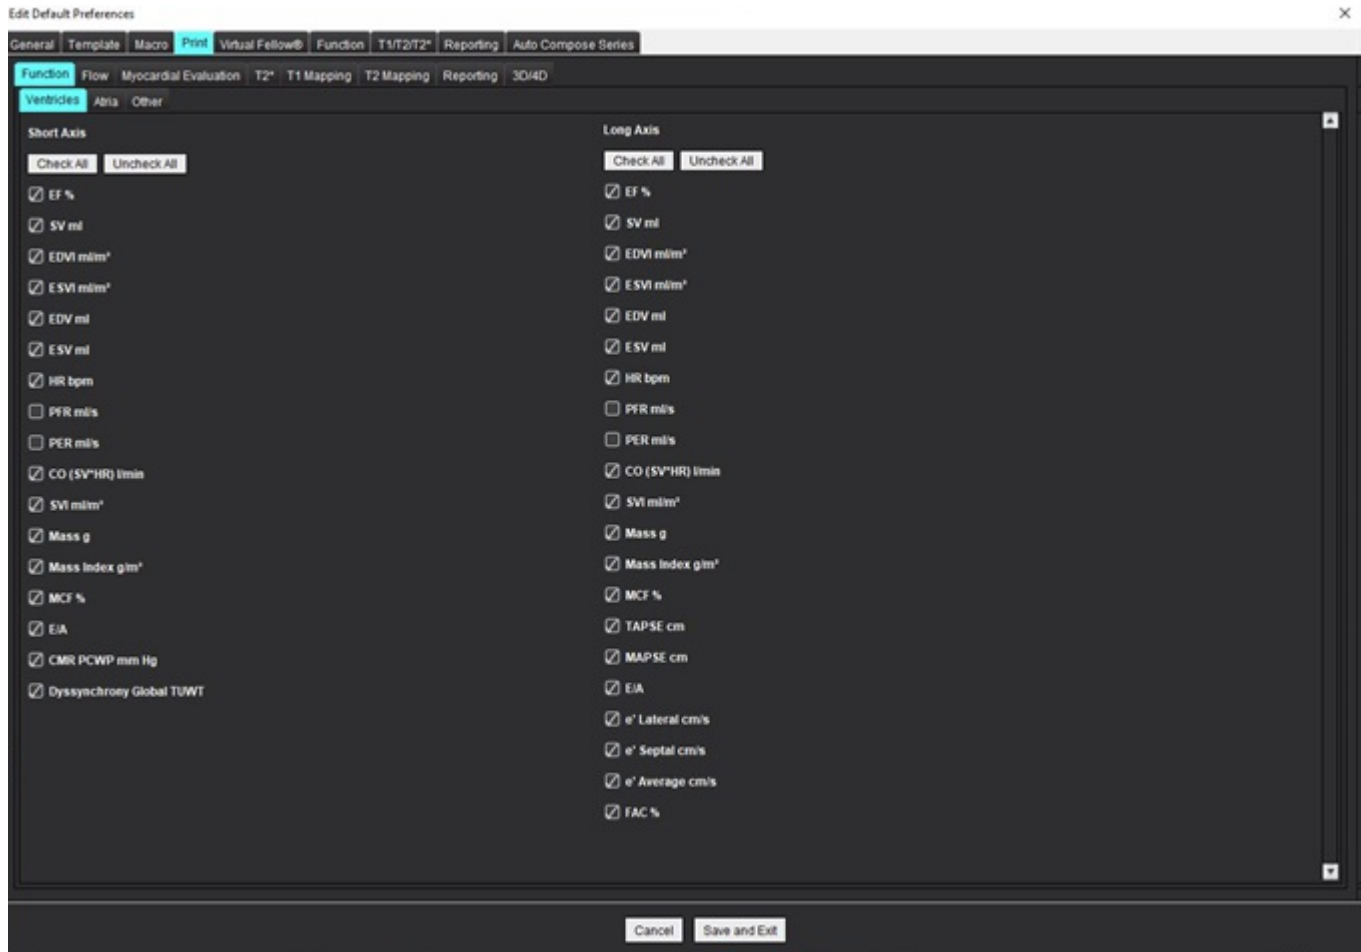 Edit Default Preferences
General Template Macro Print Virtual Fellow® Function T1/T2/T2* Reporting Auto Compose Series
Function Flow Myocardial Evaluation T2* T1 Mapping T2 Mapping Reporting 3D/4D
Ventricles Atria Other
Short Axis
Check All Uncheck All
EF %
SV ml
EDVI ml/m²
ESVI ml/m²
EDV ml
ESV ml
HR bpm
PFR ml/s
PER ml/s
CO (SV*HR) l/min
SVI ml/m²
Mass g
Mass Index g/m²
MCF %
E/A
CMR PCWP mm Hg
Dyssynchrony Global TUWT
Long Axis
Check All Uncheck All
EF %
SV ml
EDVI ml/m²
ESVI ml/m²
EDV ml
ESV ml
HR bpm
PFR ml/s
PER ml/s
CO (SV*HR) l/min
SVI ml/m²
Mass g
Mass Index g/m²
MCF %
TAPSE cm
MAPSE cm
E/A
e' Lateral cm/s
e' Septal cm/s
e' Average cm/s
FAC %
Cancel Save and Exit